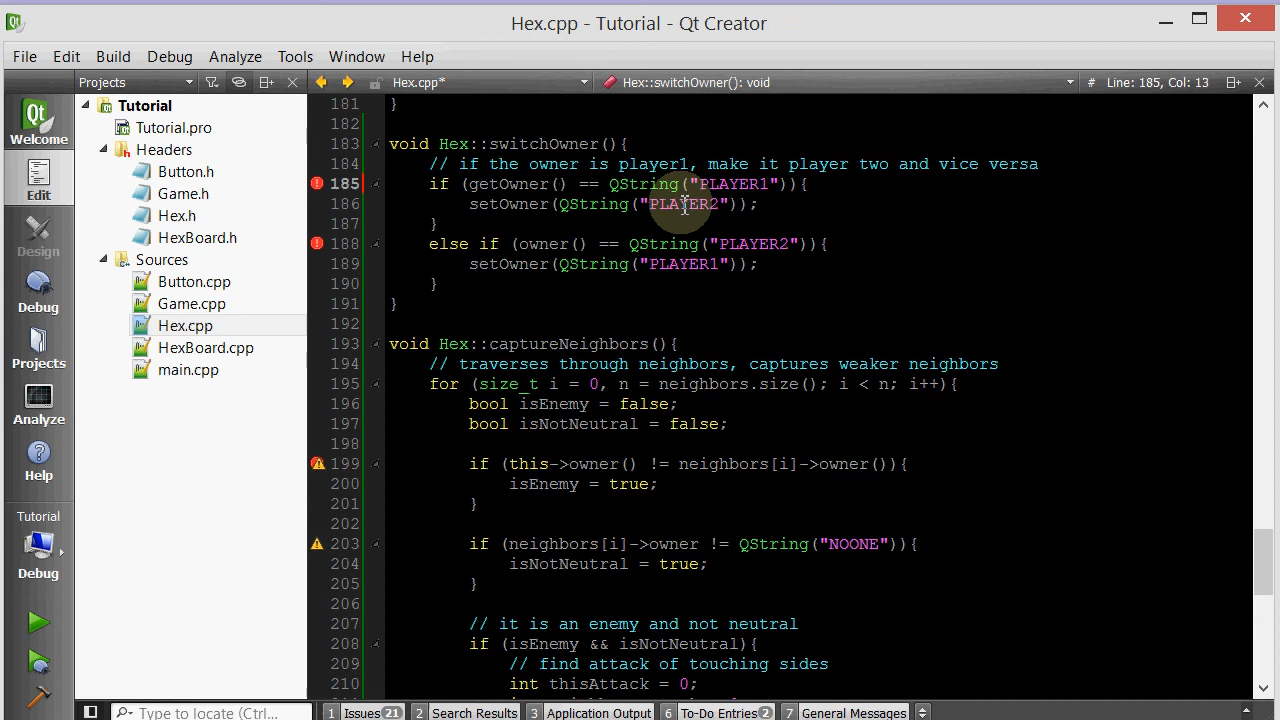 Hex.cpp - Tutorial - Qt Creator
File Edit Build Debug Analyze Tools Window Help
Projects Hex.cpp* Hex::switchOwner(): void # Line: 185, Col: 13
Welcome
Edit
Design
Debug
Projects
Analyze
Help
Tutorial
Debug
Tutorial
Tutorial.pro
Headers
Button.h
Game.h
Hex.h
HexBoard.h
Sources
Button.cpp
Game.cpp
Hex.cpp
HexBoard.cpp
main.cpp
181 }
182
183 void Hex::switchOwner(){
184 // if the owner is player1, make it player two and vice versa
185 if (getOwner() == QString("PLAYER1")){
186 setOwner(QString("PLAYER2"));
187 }
188 else if (owner() == QString("PLAYER2")){
189 setOwner(QString("PLAYER1"));
190 }
191 }
192
193 void Hex::captureNeighbors(){
194 // traverses through neighbors, captures weaker neighbors
195 for (size_t i = 0, n = neighbors.size(); i < n; i++){
196 bool isEnemy = false;
197 bool isNotNeutral = false;
198
199 if (this->owner() != neighbors[i]->owner()){
200 isEnemy = true;
201 }
202
203 if (neighbors[i]->owner != QString("NOONE")){
204 isNotNeutral = true;
205 }
206
207 // it is an enemy and not neutral
208 if (isEnemy && isNotNeutral){
209 // find attack of touching sides
210 int thisAttack = 0;
Type to locate (Ctrl... 1 Issues 21 2 Search Results 3 Application Output 6 To-Do Entries 2 7 General Messages